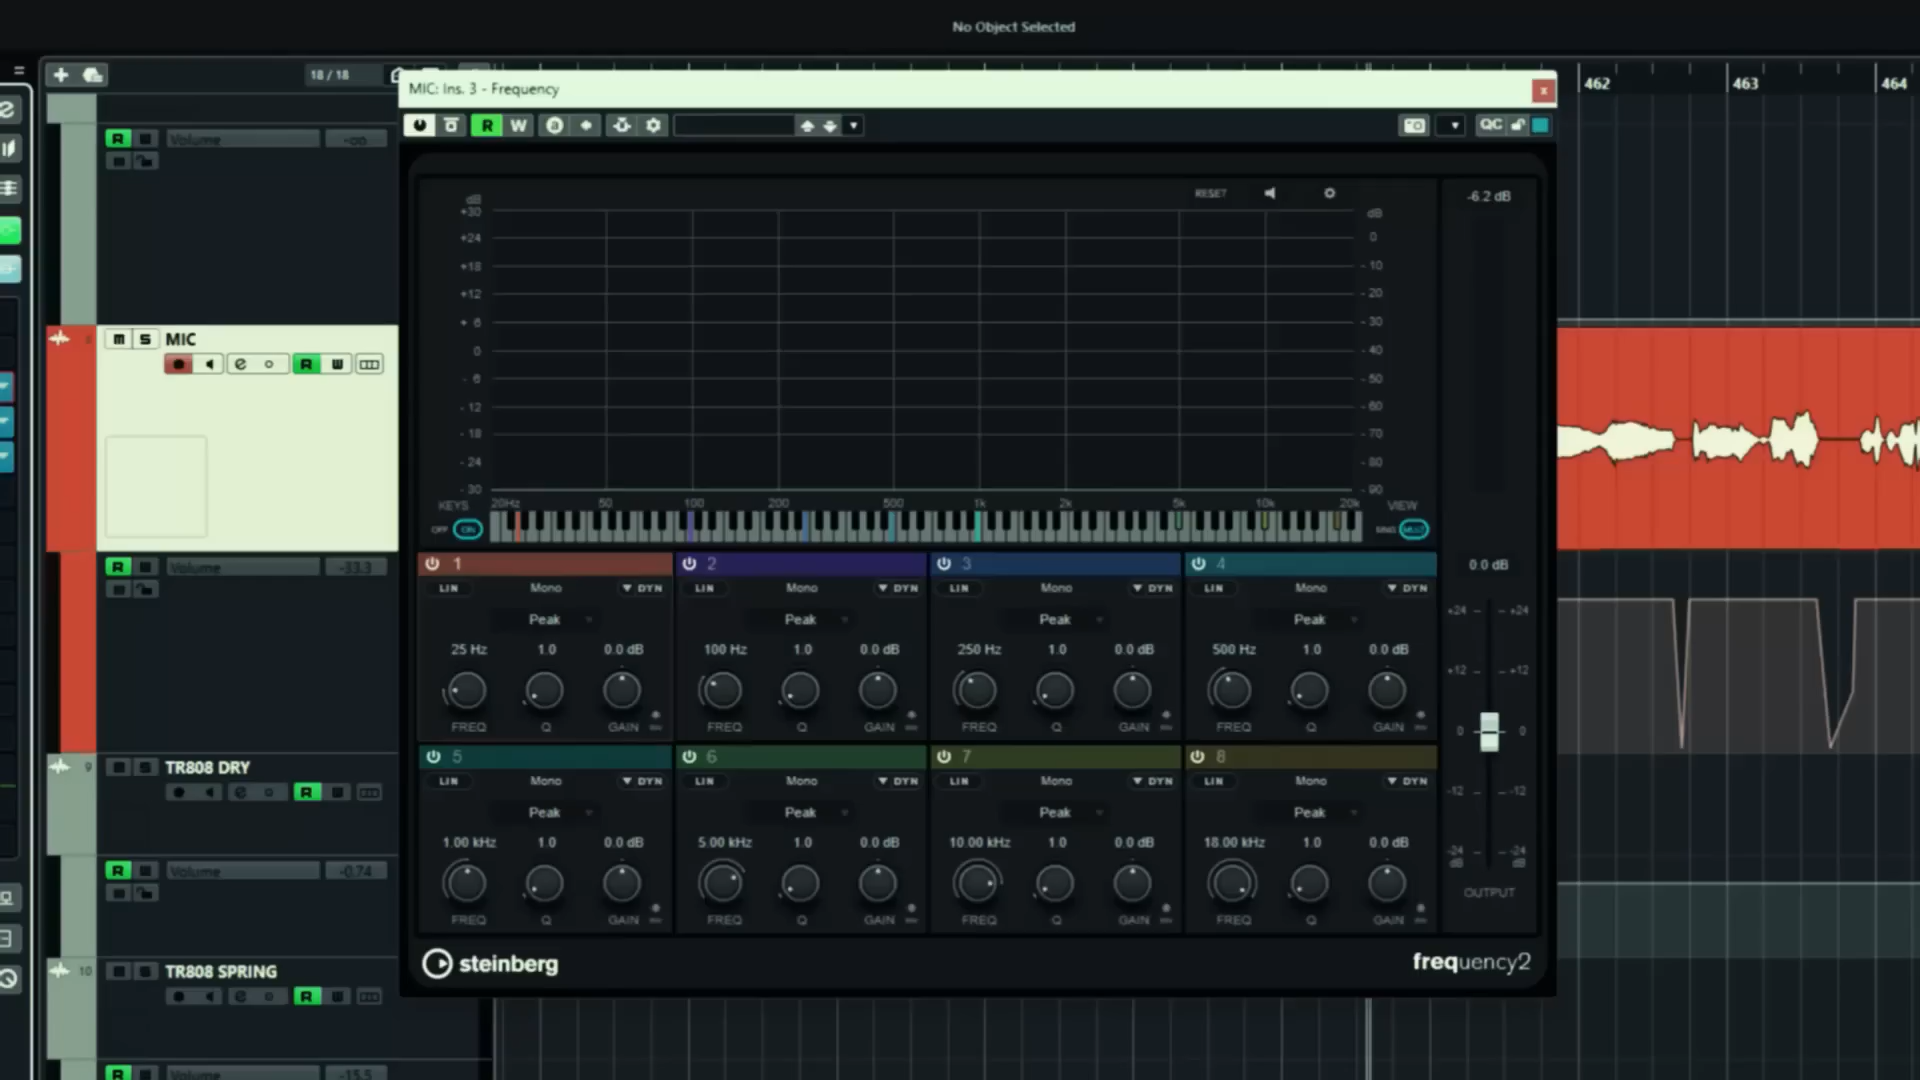 No Object Selected
18 / 18
MIC: Ins. 3 - Frequency
462
463
464
R W
QC
R
Volume
-oo
RESET
-6.2 dB
dB
dB
+30
+24
0
+18
- 10
+12
- 20
+ 6
- 30
0
- 40
- 6
- 50
- 12
- 60
- 18
- 70
- 24
- 80
- 30
- 90
20Hz 50 100 200 500 1k 2k 5k 10k 20k
KEYS
VIEW
OFF ON
SING MULT
8
M S MIC
R W
R
Volume
-33.3
1
2
3
4
0.0 dB
LIN Mono DYN
LIN Mono DYN
LIN Mono DYN
LIN Mono DYN
Peak
Peak
Peak
Peak
25 Hz 1.0 0.0 dB
100 Hz 1.0 0.0 dB
250 Hz 1.0 0.0 dB
500 Hz 1.0 0.0 dB
FREQ Q GAIN
FREQ Q GAIN
FREQ Q GAIN
FREQ Q GAIN
+24 +24
+12 +12
0 0
-12 -12
-24 -24
dB dB
OUTPUT
5
6
7
8
LIN Mono DYN
LIN Mono DYN
LIN Mono DYN
LIN Mono DYN
Peak
Peak
Peak
Peak
1.00 kHz 1.0 0.0 dB
5.00 kHz 1.0 0.0 dB
10.00 kHz 1.0 0.0 dB
18.00 kHz 1.0 0.0 dB
FREQ Q GAIN
FREQ Q GAIN
FREQ Q GAIN
FREQ Q GAIN
9
TR808 DRY
R
R
Volume
-0.74
10
TR808 SPRING
R
R
Volume
-15.5
steinberg
frequency2